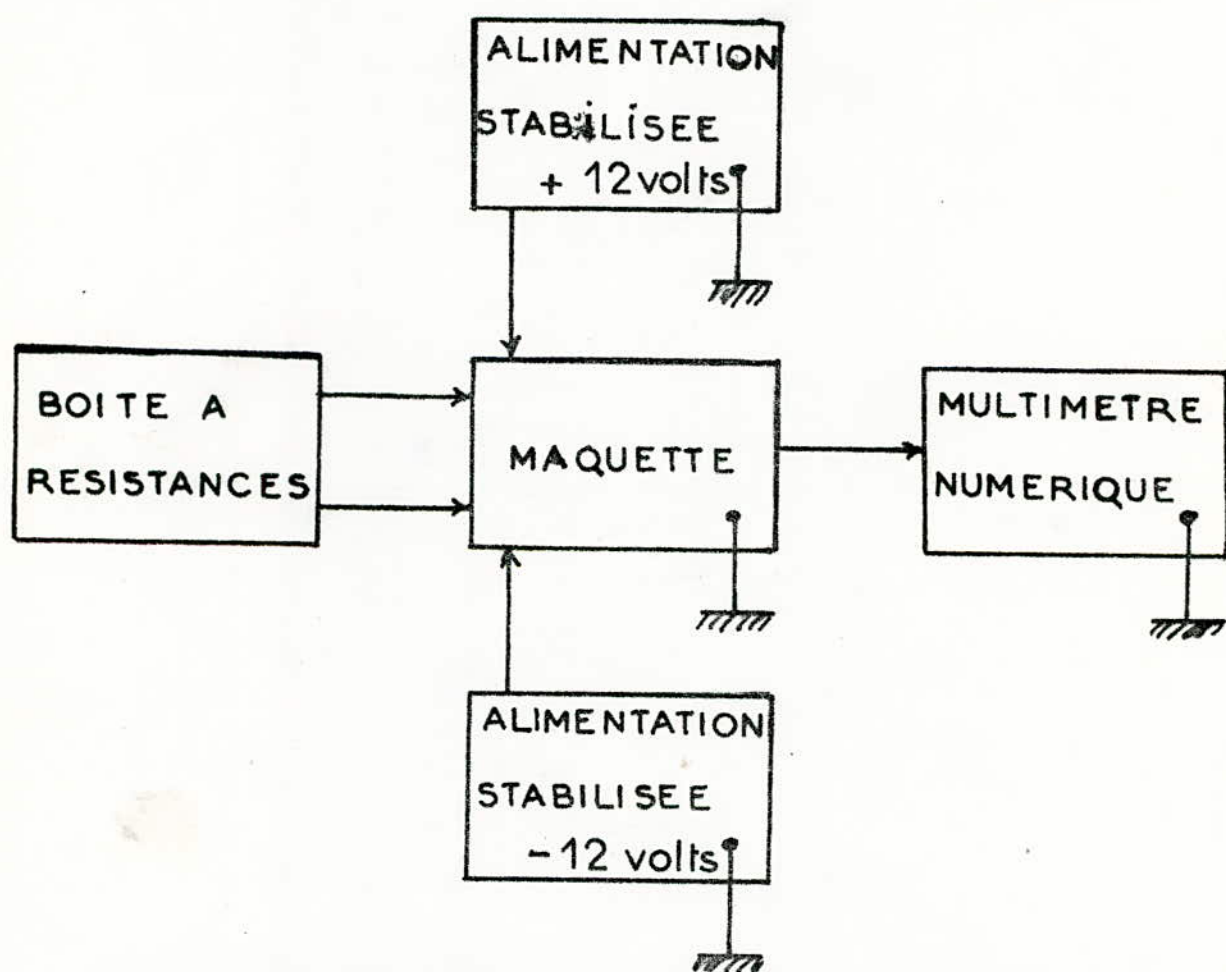 ALIMENTATION
STABILISEE
+ 12 volts
BOITE A
RESISTANCES
MAQUETTE
MULTIMETRE
NUMERIQUE
ALIMENTATION
STABILISEE
- 12 volts